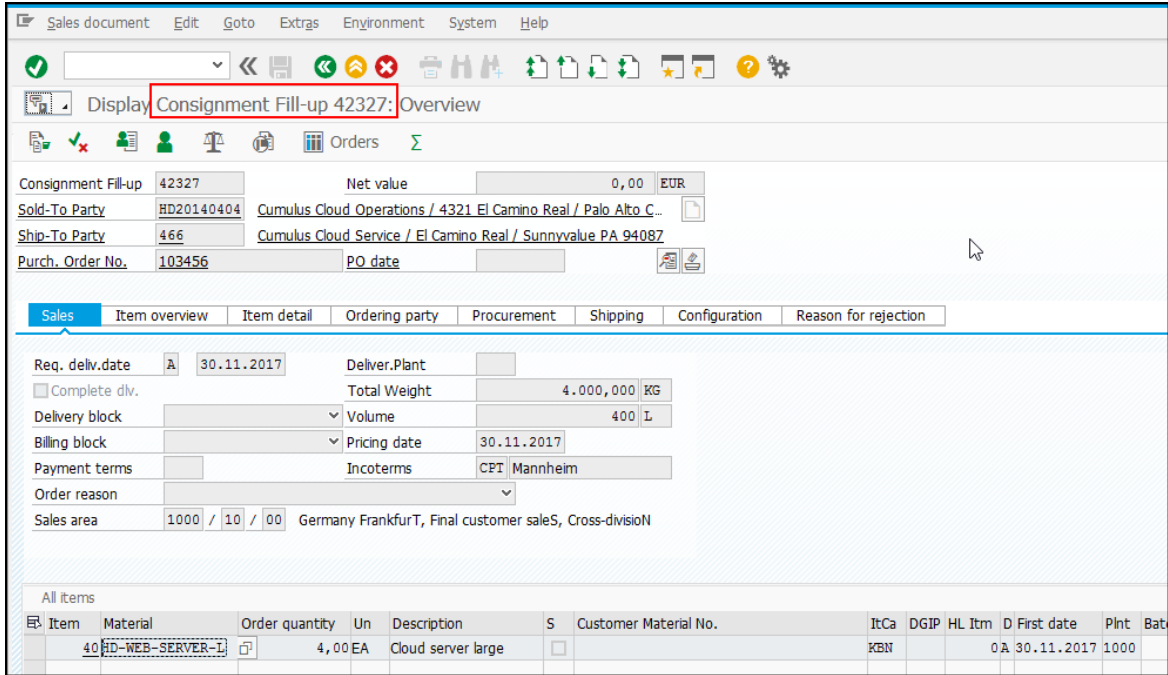 Sales document Edit Goto Extras Environment System Help
Display Consignment Fill-up 42327: Overview
Orders Σ
Consignment Fill-up 42327 Net value 0,00 EUR
Sold-To Party HD20140404 Cumulus Cloud Operations / 4321 El Camino Real / Palo Alto C...
Ship-To Party 466 Cumulus Cloud Service / El Camino Real / Sunnyvalue PA 94087
Purch. Order No. 103456 PO date
Sales Item overview Item detail Ordering party Procurement Shipping Configuration Reason for rejection
Req. deliv.date A 30.11.2017 Deliver.Plant
Complete dlv. Total Weight 4.000,000 KG
Delivery block Volume 400 L
Billing block Pricing date 30.11.2017
Payment terms Incoterms CPT Mannheim
Order reason
Sales area 1000 / 10 / 00 Germany FrankfurT, Final customer saleS, Cross-divisioN
All items
Item Material Order quantity Un Description S Customer Material No. ItCa DGIP HL Itm D First date Plnt Batc
40 HD-WEB-SERVER-L 4,00 EA Cloud server large KBN 0 A 30.11.2017 1000